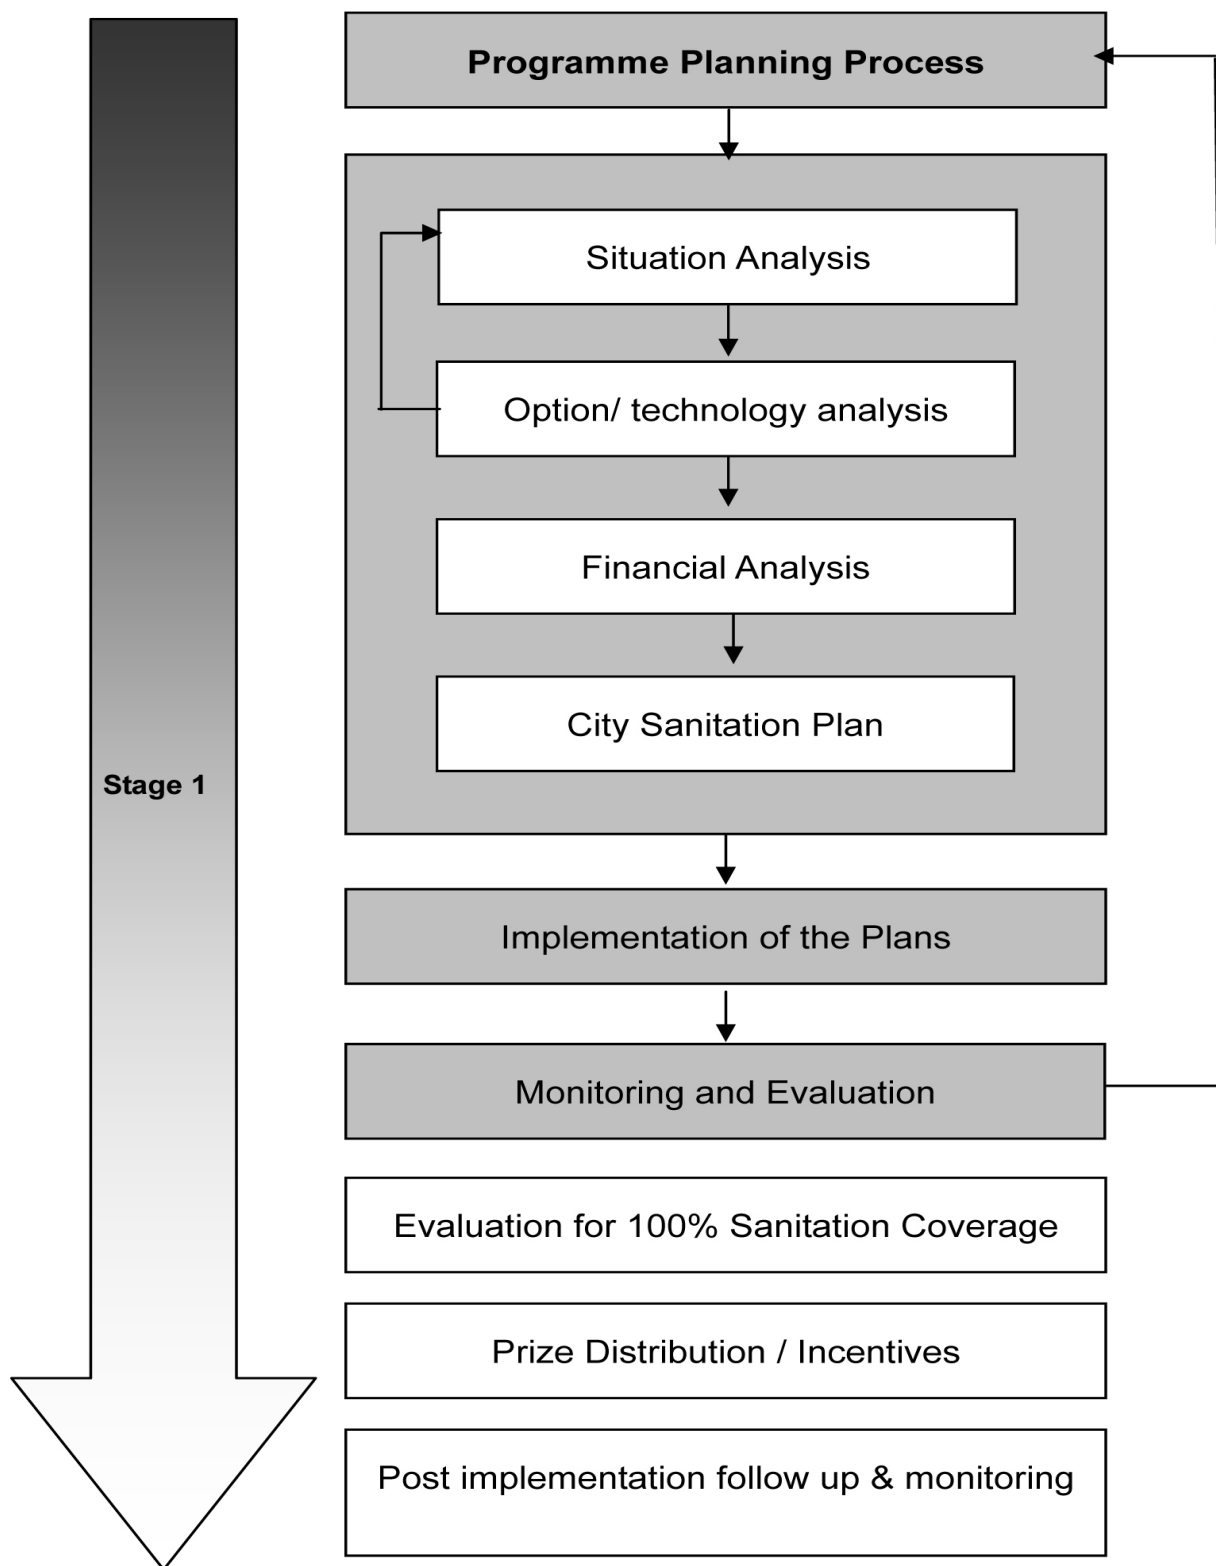 Programme Planning Process
Situation Analysis
Option/ technology analysis
Financial Analysis
City Sanitation Plan
Stage 1
Implementation of the Plans
Monitoring and Evaluation
Evaluation for 100% Sanitation Coverage
Prize Distribution / Incentives
Post implementation follow up & monitoring